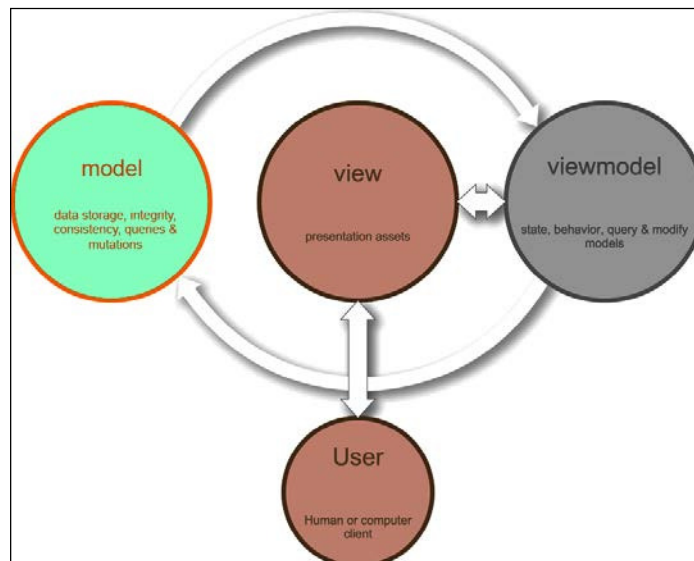 model
data storage, integrity,
consistency, queries &
mutations
view
presentation assets
viewmodel
state, behavior, query & modify
models
User
Human or computer
client